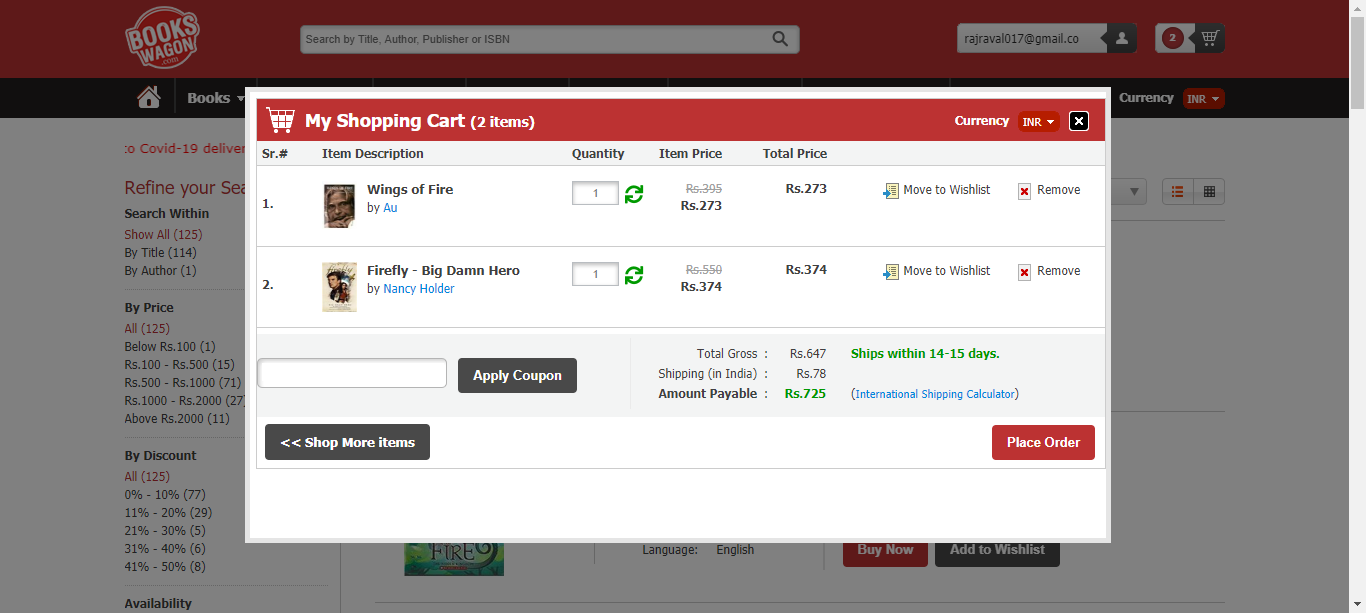 BOOKS
WAGON
.com
Search by Title, Author, Publisher or ISBN
rajraval017@gmail.co
2
Books
Currency INR
My Shopping Cart (2 items)
Currency INR
Sr.# Item Description Quantity Item Price Total Price
1. Wings of Fire 1 Rs.395 Rs.273 Move to Wishlist Remove
by Au Rs.273
2. Firefly - Big Damn Hero 1 Rs.550 Rs.374 Move to Wishlist Remove
by Nancy Holder Rs.374
Apply Coupon
Total Gross : Rs.647 Ships within 14-15 days.
Shipping (in India) : Rs.78
Amount Payable : Rs.725 (International Shipping Calculator)
<< Shop More items Place Order
to Covid-19 deliver
Refine your Sea
Search Within
Show All (125)
By Title (114)
By Author (1)
By Price
All (125)
Below Rs.100 (1)
Rs.100 - Rs.500 (15)
Rs.500 - Rs.1000 (71)
Rs.1000 - Rs.2000 (27)
Above Rs.2000 (11)
By Discount
All (125)
0% - 10% (77)
11% - 20% (29)
21% - 30% (5)
31% - 40% (6)
41% - 50% (8)
Availability
FIRE
Language: English
Buy Now Add to Wishlist